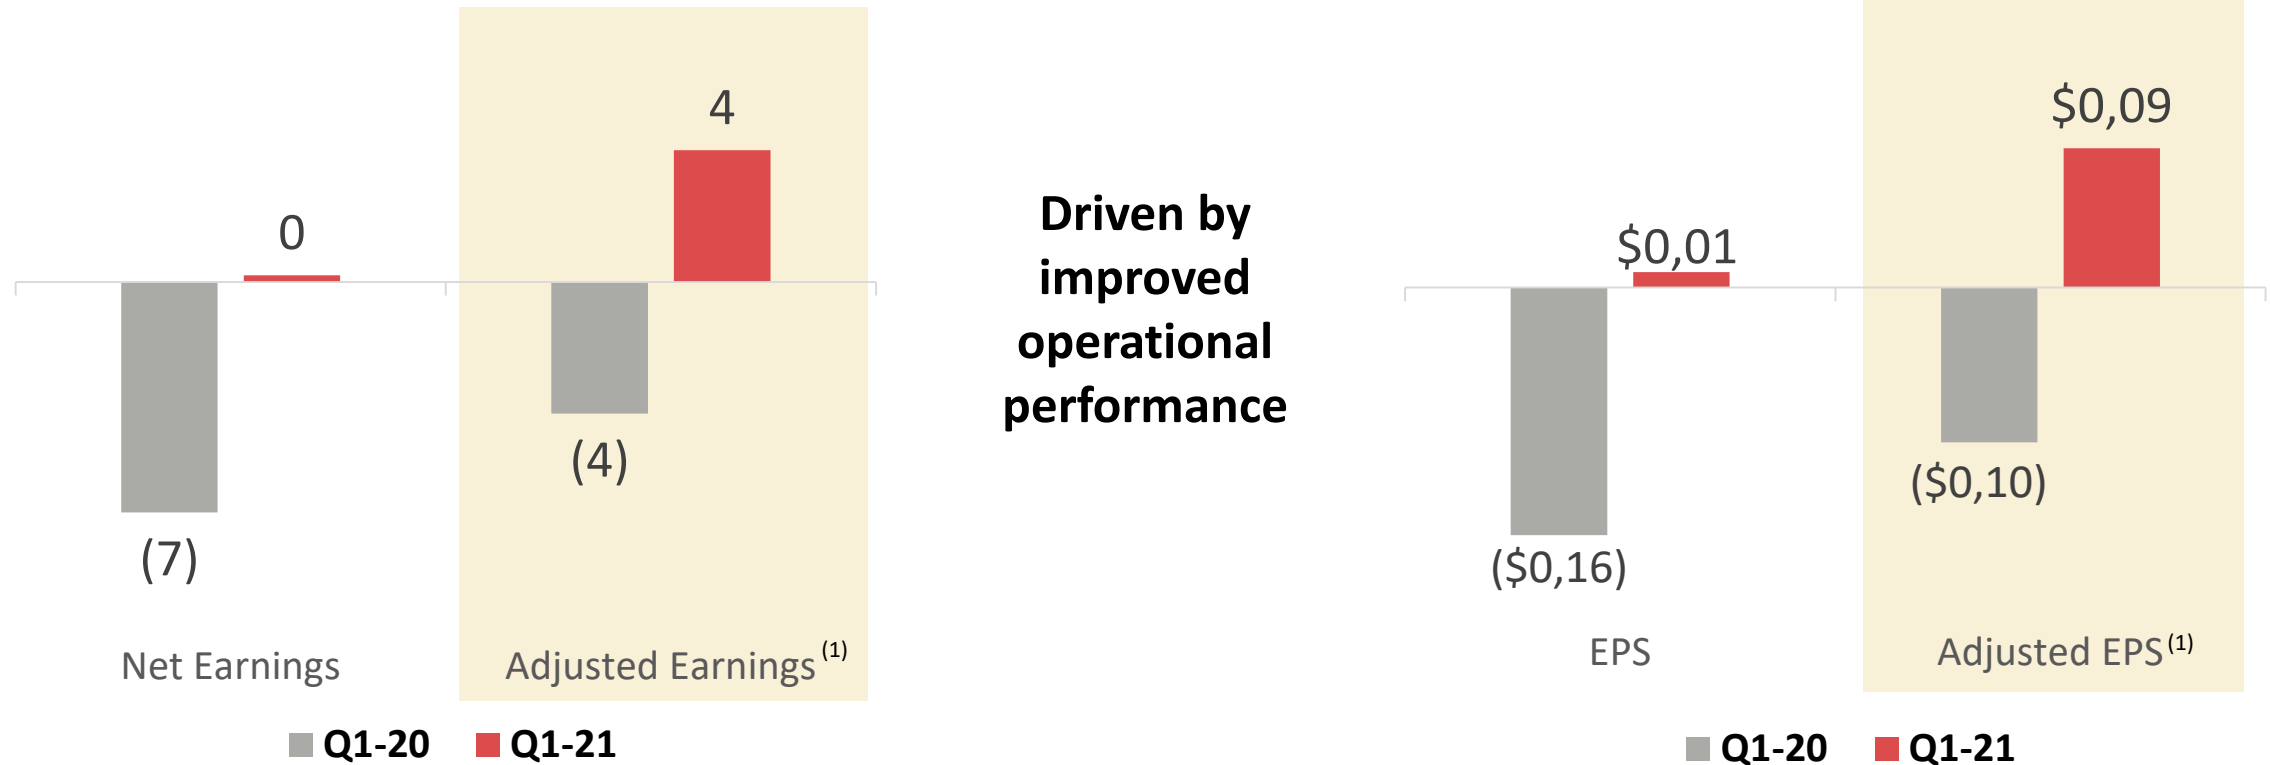 4
0
(4)
(7)
Net Earnings
Adjusted Earnings (1)
Q1-20
Q1-21
Driven by
improved
operational
performance
$0,09
$0,01
($0,10)
($0,16)
EPS
Adjusted EPS (1)
Q1-20
Q1-21